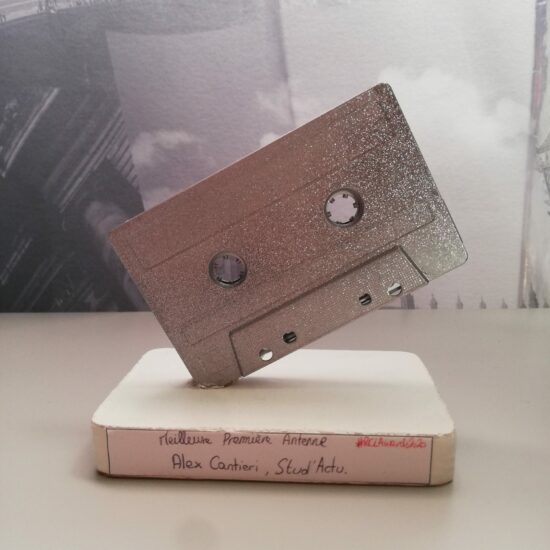 Meilleure Première Antenne
Alex Cantieri, Stud'Actu.